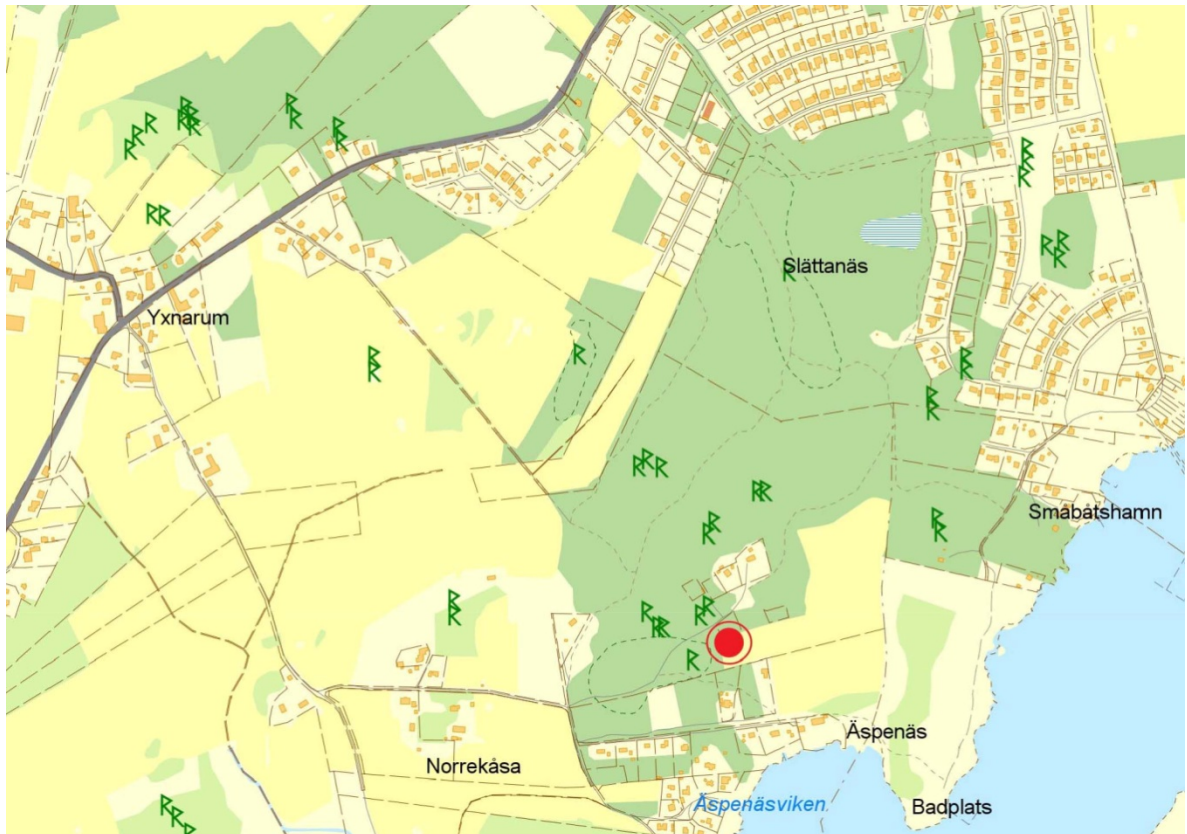 Slättanäs
Yxnarum
Småbåtshamn
Äspenäs
Norrekåsa
Äspenäsviken
Badplats